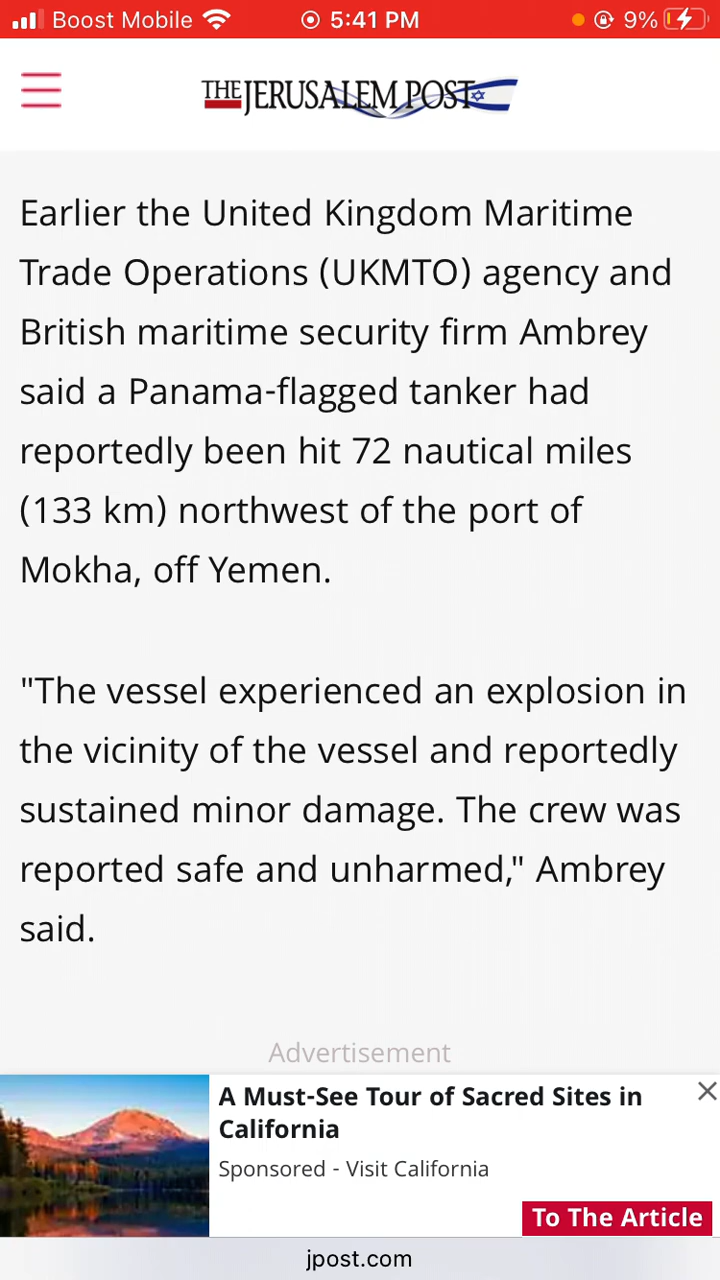 Boost Mobile 5:41 PM 9%
THE JERUSALEM POST
Earlier the United Kingdom Maritime
Trade Operations (UKMTO) agency and
British maritime security firm Ambrey
said a Panama-flagged tanker had
reportedly been hit 72 nautical miles
(133 km) northwest of the port of
Mokha, off Yemen.
"The vessel experienced an explosion in
the vicinity of the vessel and reportedly
sustained minor damage. The crew was
reported safe and unharmed," Ambrey
said.
Advertisement
A Must-See Tour of Sacred Sites in
California
Sponsored - Visit California
To The Article
jpost.com